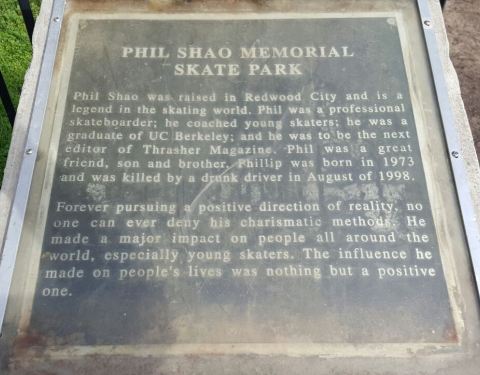 PHIL SHAO MEMORIAL
SKATE PARK
Phil Shao was raised in Redwood City and is a
legend in the skating world. Phil was a professional
skateboarder; he coached young skaters; he was a
graduate of UC Berkeley; and he was to be the next
editor of Thrasher Magazine. Phil was a great
friend, son and brother. Phillip was born in 1973
and was killed by a drunk driver in August of 1998.
Forever pursuing a positive direction of reality, no
one can ever deny his charismatic methods. He
made a major impact on people all around the
world, especially young skaters. The influence he
made on people's lives was nothing but a positive
one.